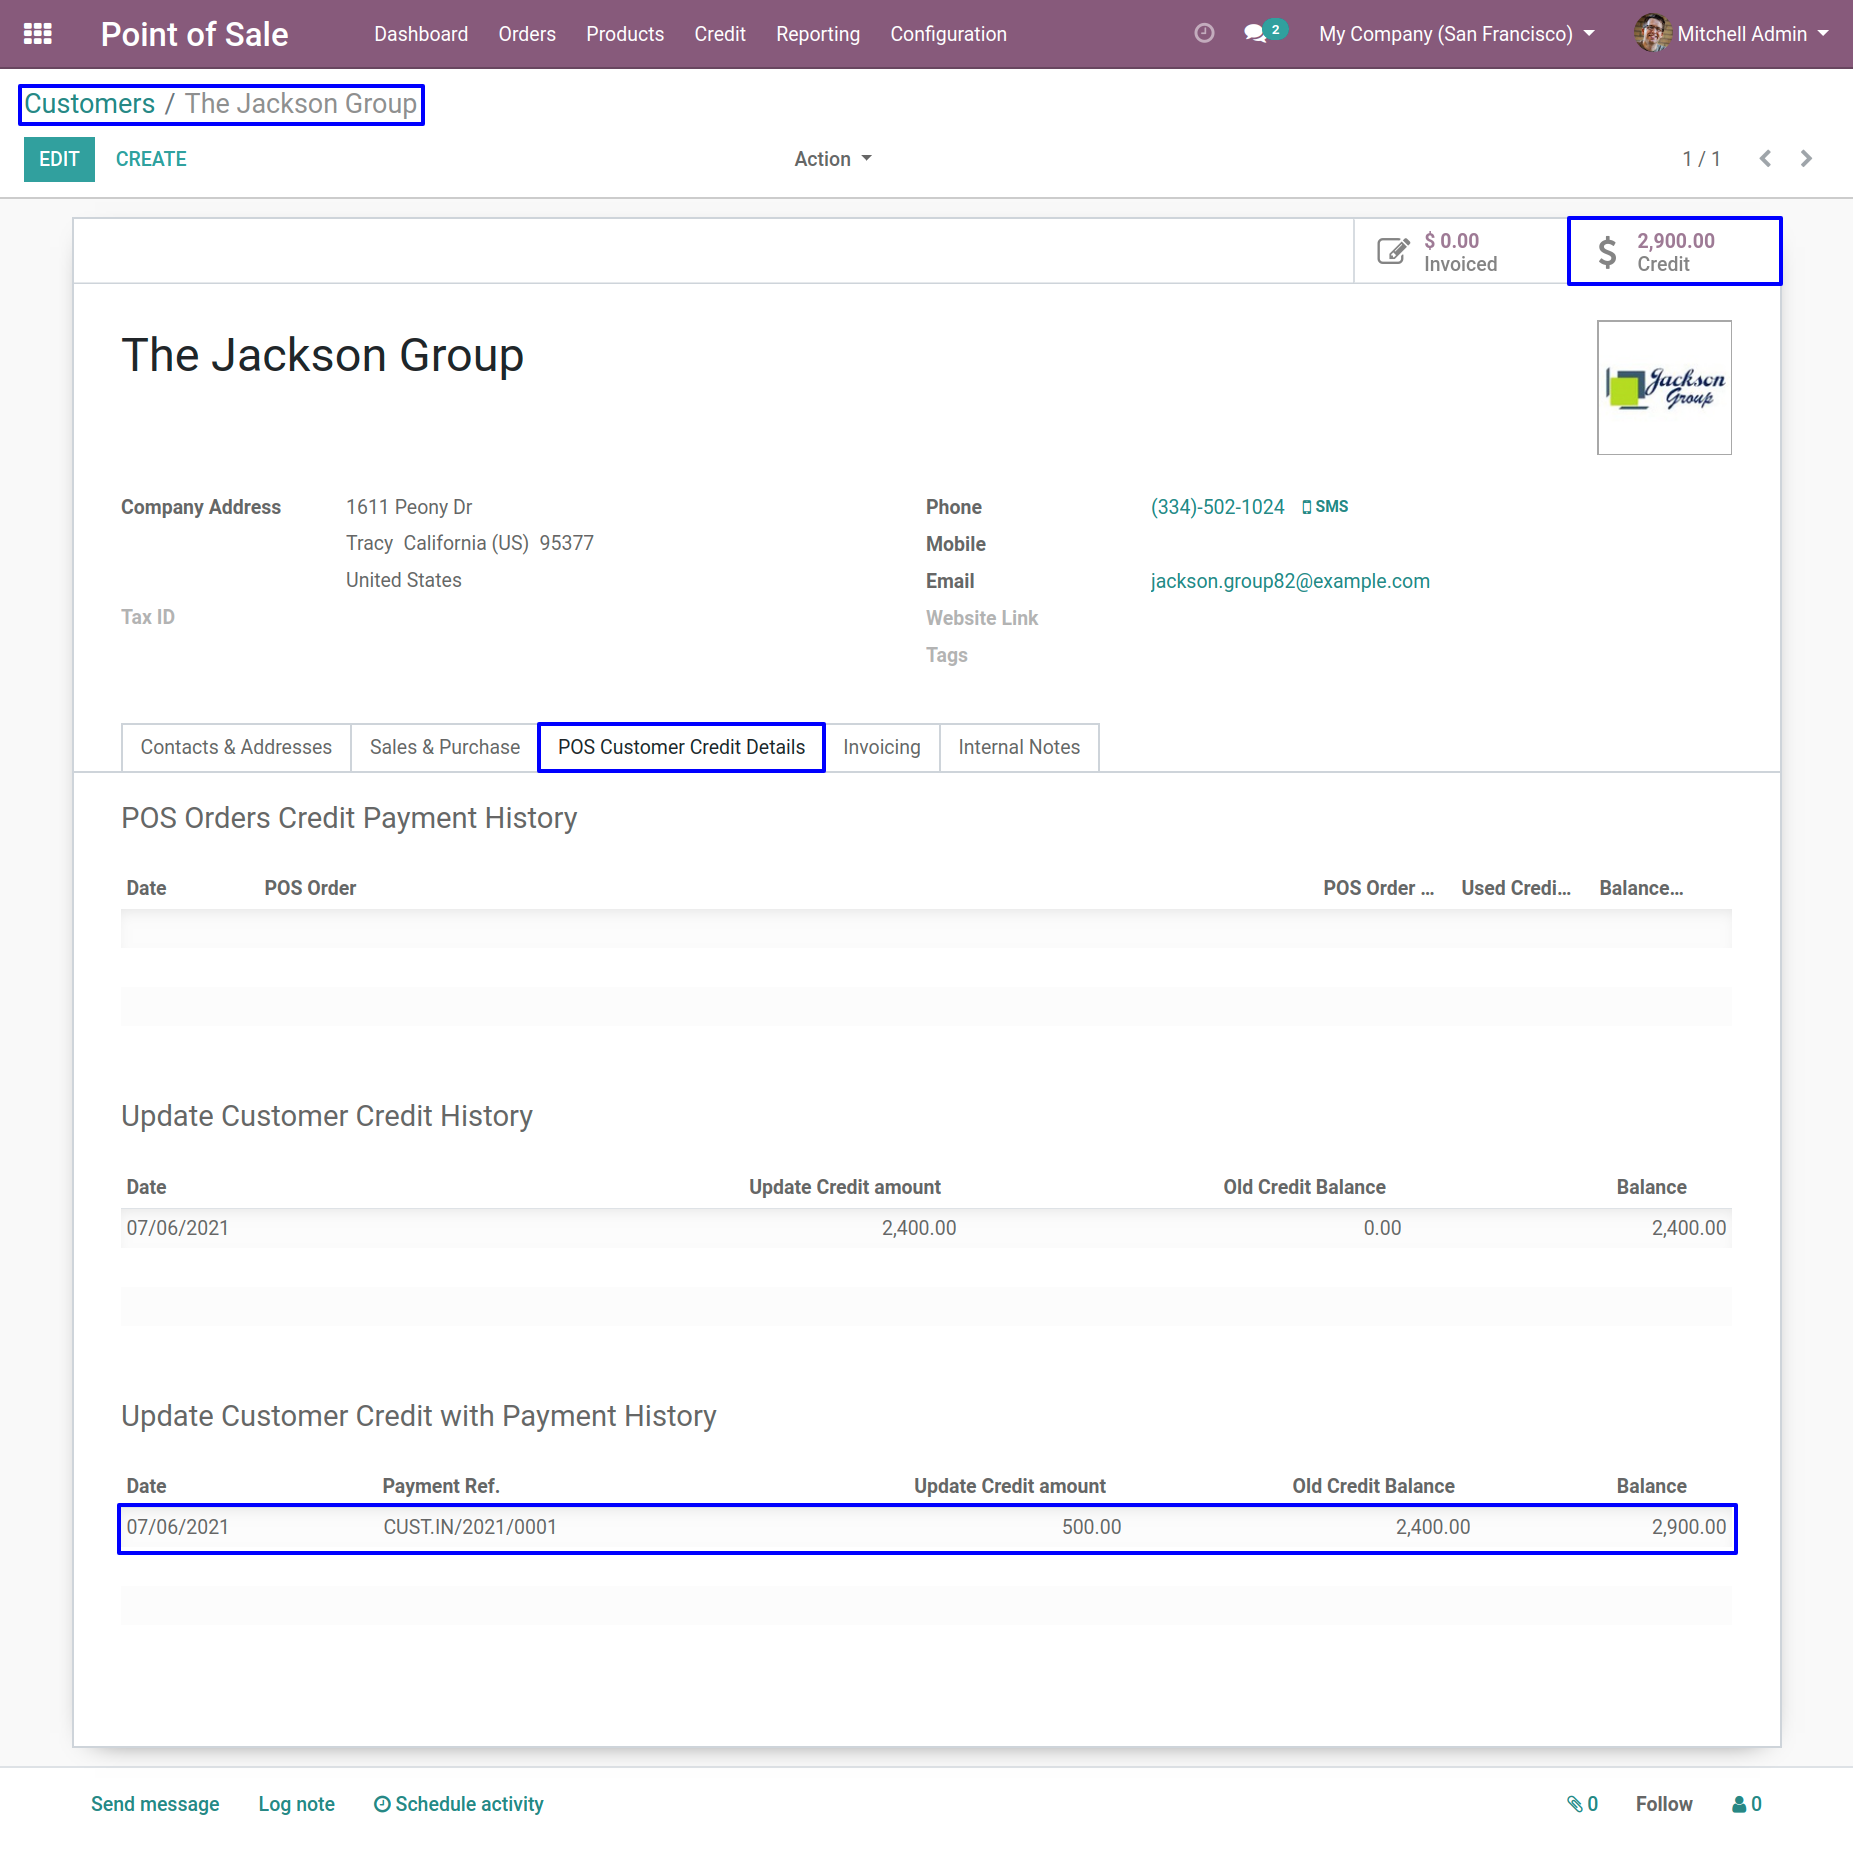 Point of Sale Dashboard Orders Products Credit Reporting Configuration 2 My Company (San Francisco) Mitchell Admin
Customers / The Jackson Group
EDIT CREATE Action 1 / 1
$ 0.00 2,900.00
Invoiced Credit
The Jackson Group
Jackson
Group
Company Address 1611 Peony Dr Phone (334)-502-1024 SMS
Tracy California (US) 95377 Mobile
United States Email jackson.group82@example.com
Tax ID Website Link
Tags
Contacts & Addresses Sales & Purchase POS Customer Credit Details Invoicing Internal Notes
POS Orders Credit Payment History
Date POS Order POS Order ... Used Credi... Balance...
Update Customer Credit History
Date Update Credit amount Old Credit Balance Balance
07/06/2021 2,400.00 0.00 2,400.00
Update Customer Credit with Payment History
Date Payment Ref. Update Credit amount Old Credit Balance Balance
07/06/2021 CUST.IN/2021/0001 500.00 2,400.00 2,900.00
Send message Log note Schedule activity 0 Follow 0